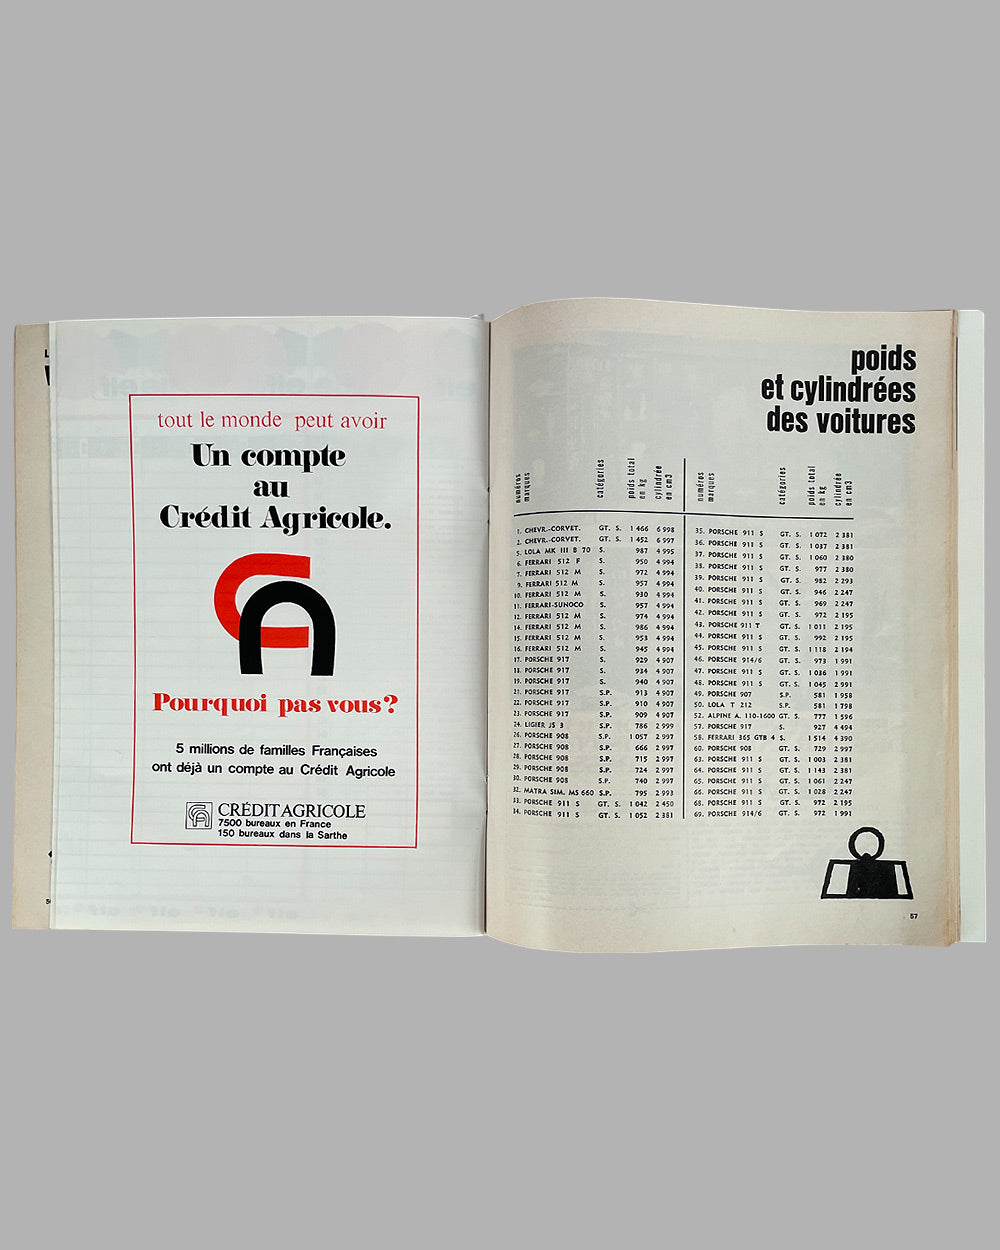 tout le monde peut avoir
Un compte
au
Crédit Agricole.
CA
Pourquoi pas vous?
5 millions de familles Françaises
ont déjà un compte au Crédit Agricole
CA CRÉDIT AGRICOLE
7500 bureaux en France
150 bureaux dans la Sarthe
poids
et cylindrées
des voitures
numéros
marques
catégories
poids total
en kg
cylindrée
en cm3
1. CHEVR.-CORVET. GT. S. 1 466 6 998
2. CHEVR.-CORVET. GT. S. 1 452 6 997
5. LOLA MK III B 70 S. 987 4 995
6. FERRARI 512 F S. 950 4 994
7. FERRARI 512 M S. 972 4 994
9. FERRARI 512 M S. 957 4 994
10. FERRARI 512 M S. 930 4 994
11. FERRARI-SUNOCO S. 957 4 994
12. FERRARI 512 M S. 974 4 994
14. FERRARI 512 M S. 986 4 994
15. FERRARI 512 M S. 953 4 994
16. FERRARI 512 M S. 945 4 994
17. PORSCHE 917 S. 929 4 907
18. PORSCHE 917 S. 934 4 907
19. PORSCHE 917 S. 940 4 907
21. PORSCHE 917 S.P. 913 4 907
22. PORSCHE 917 S.P. 910 4 907
23. PORSCHE 917 S.P. 909 4 907
24. LIGIER JS 3 S.P. 786 2 999
26. PORSCHE 908 S.P. 1 057 2 997
27. PORSCHE 908 S.P. 666 2 997
28. PORSCHE 908 S.P. 715 2 997
29. PORSCHE 908 S.P. 724 2 997
30. PORSCHE 908 S.P. 740 2 997
32. MATRA SIM. MS 660 S.P. 795 2 993
33. PORSCHE 911 S GT. S. 1 042 2 450
34. PORSCHE 911 S GT. S. 1 052 2 381
numéros
marques
catégories
poids total
en kg
cylindrée
en cm3
35. PORSCHE 911 S GT. S. 1 072 2 381
36. PORSCHE 911 S GT. S. 1 037 2 381
37. PORSCHE 911 S GT. S. 1 060 2 380
38. PORSCHE 911 S GT. S. 977 2 380
39. PORSCHE 911 S GT. S. 982 2 293
40. PORSCHE 911 S GT. S. 946 2 247
41. PORSCHE 911 S GT. S. 969 2 247
42. PORSCHE 911 S GT. S. 972 2 195
43. PORSCHE 911 T GT. S. 1 011 2 195
44. PORSCHE 911 S GT. S. 992 2 195
45. PORSCHE 911 S GT. S. 1 118 2 194
46. PORSCHE 914/6 GT. S. 973 1 991
47. PORSCHE 911 S GT. S. 1 036 1 991
48. PORSCHE 911 S GT. S. 1 045 2 991
49. PORSCHE 907 S.P. 581 1 958
50. LOLA T 212 S.P. 581 1 798
52. ALPINE A. 110-1600 GT. S. 777 1 596
57. PORSCHE 917 S. 927 4 494
58. FERRARI 365 GTB 4 S. 1 514 4 390
60. PORSCHE 908 GT. S. 729 2 997
63. PORSCHE 911 S GT. S. 1 003 2 381
64. PORSCHE 911 S GT. S. 1 143 2 381
65. PORSCHE 911 S GT. S. 1 061 2 247
66. PORSCHE 911 S GT. S. 1 028 2 247
68. PORSCHE 911 S GT. S. 972 2 195
69. PORSCHE 914/6 GT. S. 972 1 991
57